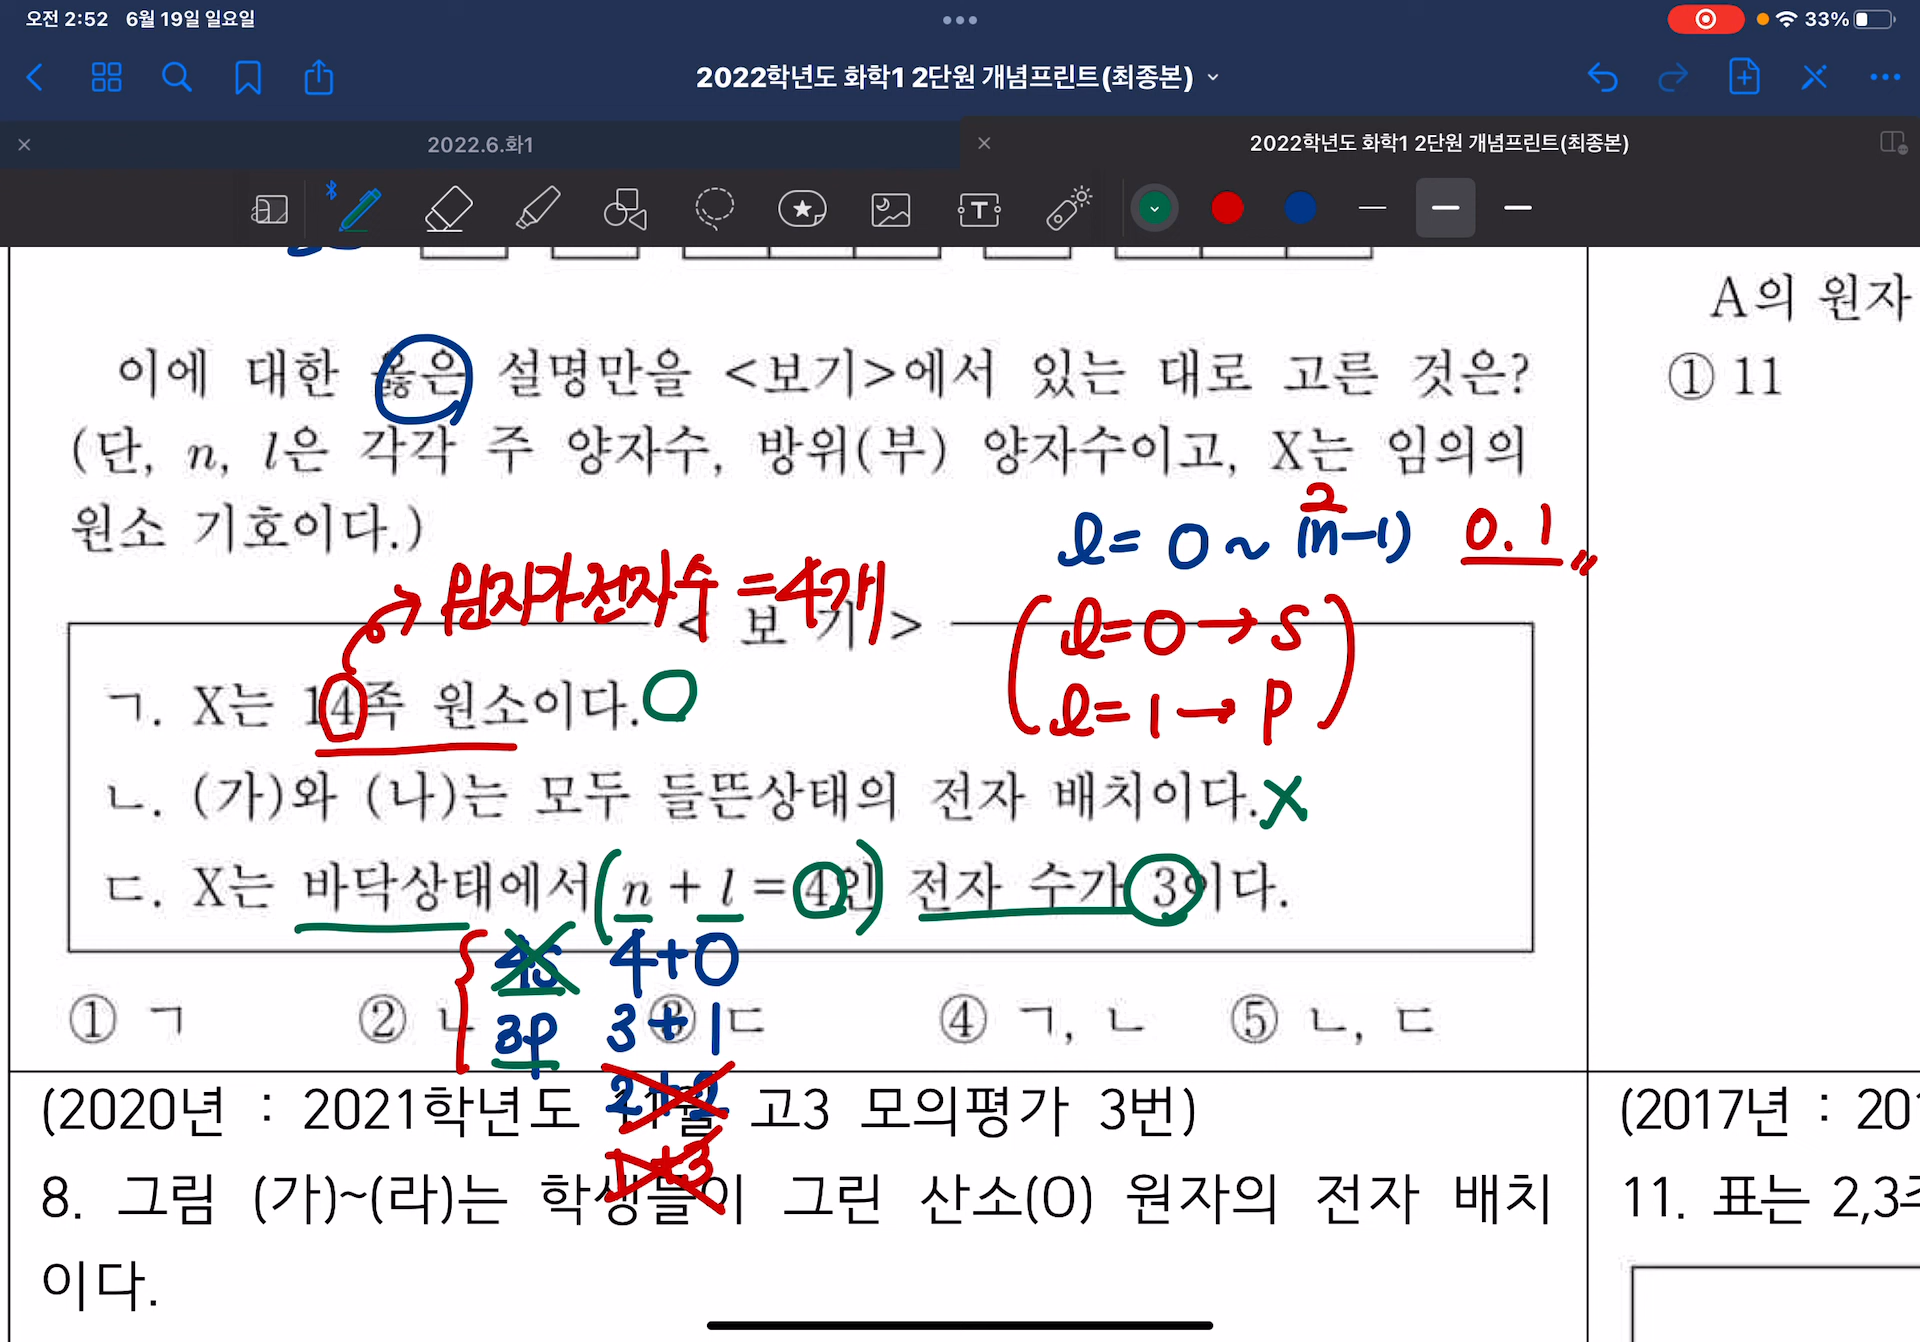 오전 2:52 6월 19일 일요일
33%
2022학년도 화학1 2단원 개념프린트(최종본)
2022.6.화1
2022학년도 화학1 2단원 개념프린트(최종본)
이에 대한 옳은 설명만을 <보기>에서 있는 대로 고른 것은?
(단, n, l은 각각 주 양자수, 방위(부) 양자수이고, X는 임의의
원소 기호이다.)
2
l= 0 ~ (n-1) 0. 1
원자가전자수 = 4개
< 보 기 >
l=0 → s
l=1 → p
ㄱ. X는 14족 원소이다. O
ㄴ. (가)와 (나)는 모두 들뜬상태의 전자 배치이다. X
ㄷ. X는 바닥상태에서 (n + l = 4인) 전자 수가 3이다.
4s 4+0
3p 3+1
2+2
1+3
① ㄱ ② ㄴ ③ ㄷ ④ ㄱ, ㄴ ⑤ ㄴ, ㄷ
(2020년 : 2021학년도 11월 고3 모의평가 3번)
8. 그림 (가)~(라)는 학생들이 그린 산소(O) 원자의 전자 배치
이다.
A의 원자
① 11
(2017년 : 201
11. 표는 2,3주